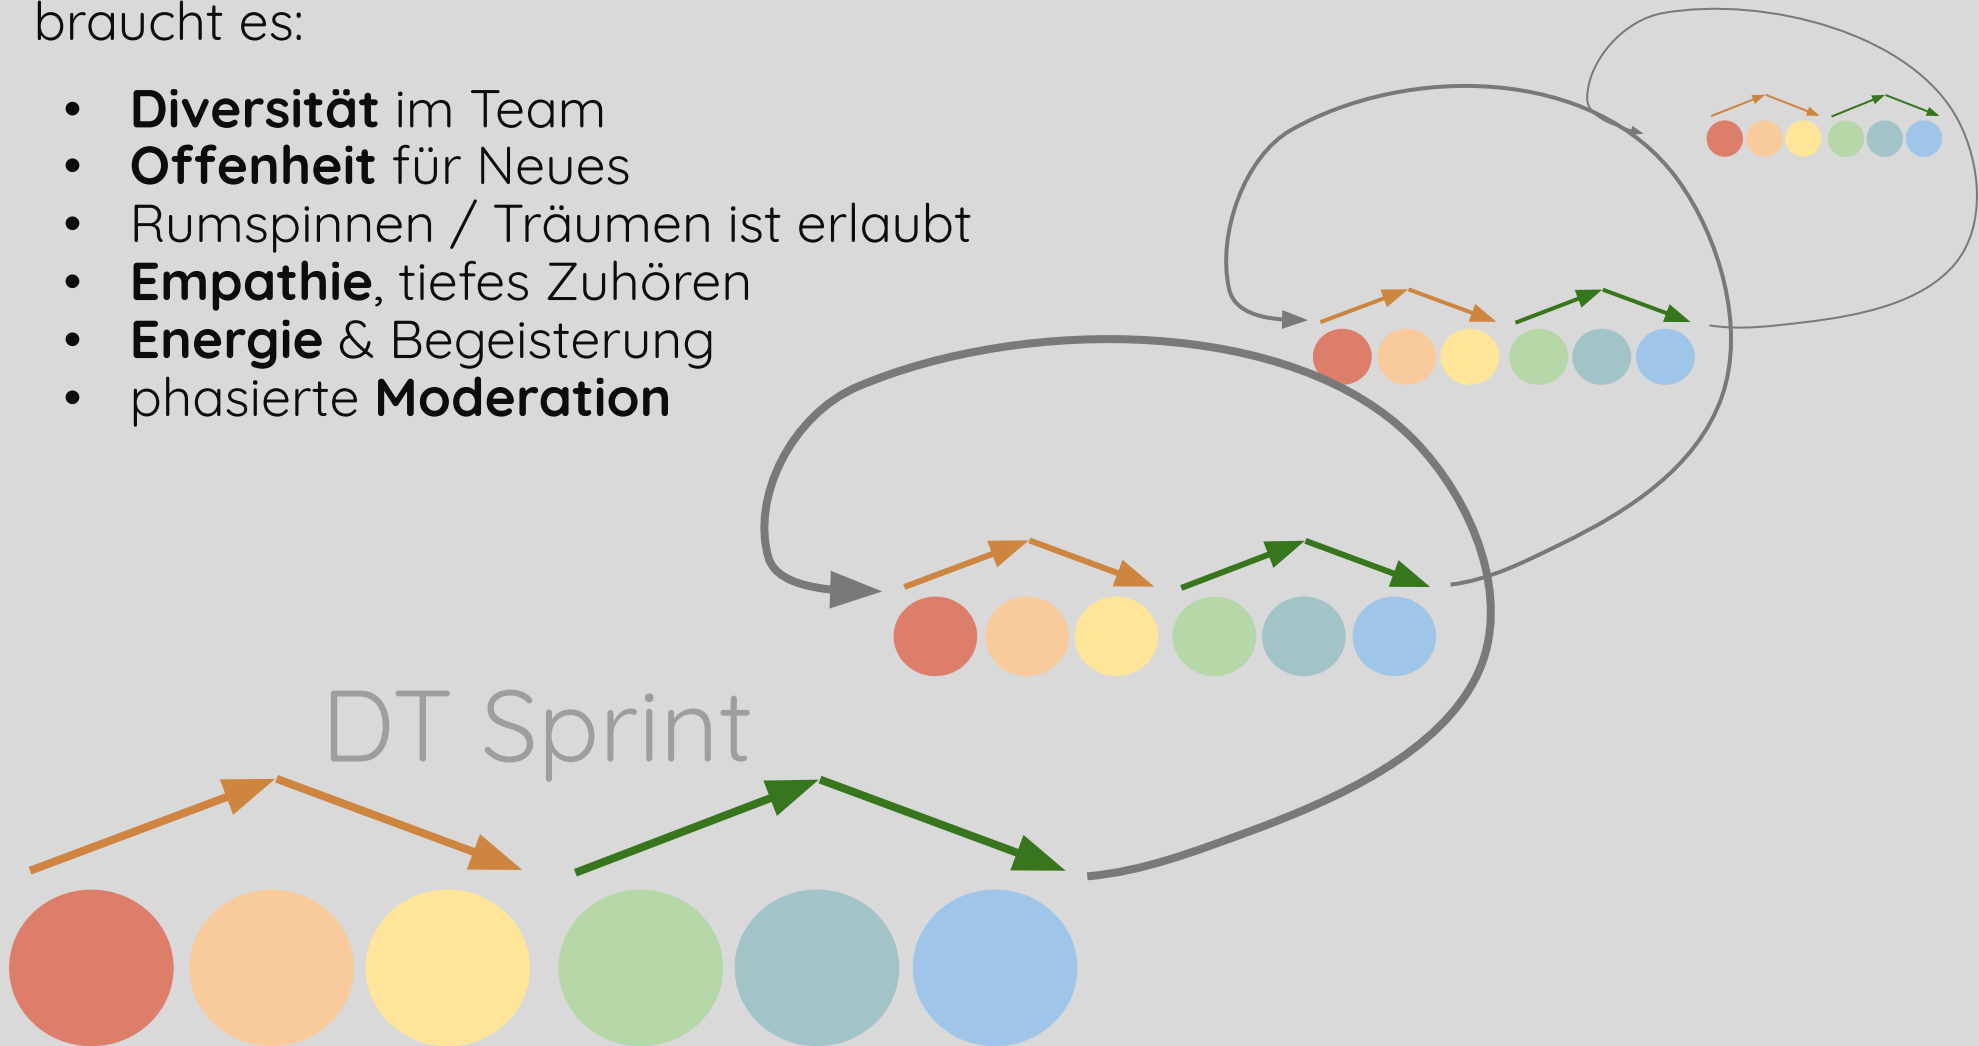 braucht es:
• Diversität im Team
• Offenheit für Neues
• Rumspinnen / Träumen ist erlaubt
• Empathie, tiefes Zuhören
• Energie & Begeisterung
• phasierte Moderation
DT Sprint